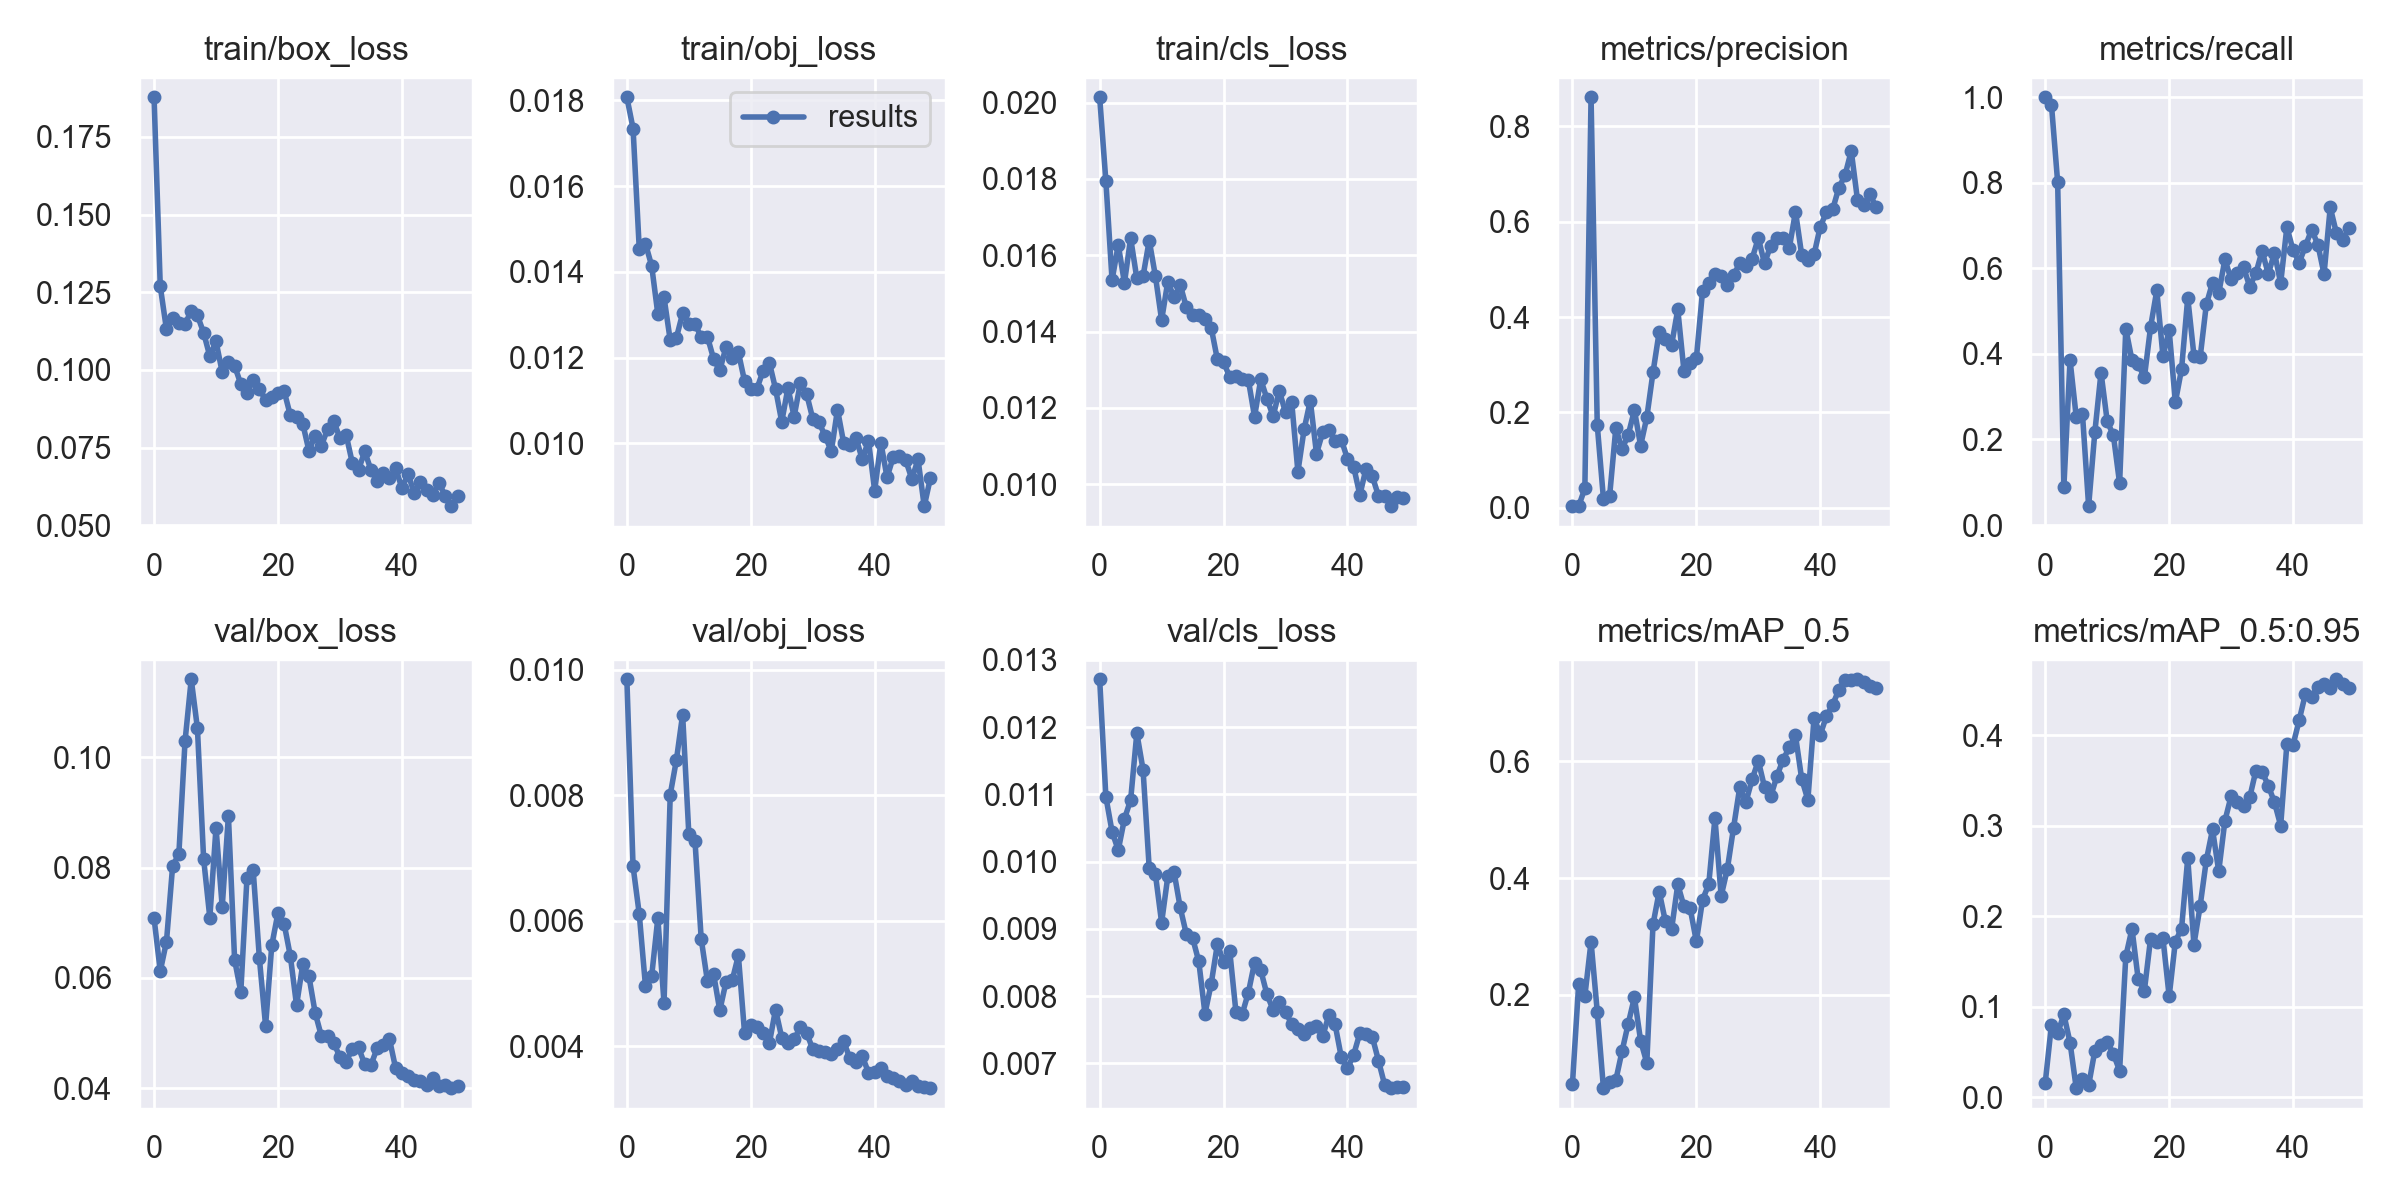 train/box_loss
0.175
0.150
0.125
0.100
0.075
0.050
0 20 40
train/obj_loss
results
0.018
0.016
0.014
0.012
0.010
0 20 40
train/cls_loss
0.020
0.018
0.016
0.014
0.012
0.010
0 20 40
metrics/precision
0.8
0.6
0.4
0.2
0.0
0 20 40
metrics/recall
1.0
0.8
0.6
0.4
0.2
0.0
0 20 40
val/box_loss
0.10
0.08
0.06
0.04
0 20 40
val/obj_loss
0.010
0.008
0.006
0.004
0 20 40
val/cls_loss
0.013
0.012
0.011
0.010
0.009
0.008
0.007
0 20 40
metrics/mAP_0.5
0.6
0.4
0.2
0 20 40
metrics/mAP_0.5:0.95
0.4
0.3
0.2
0.1
0.0
0 20 40